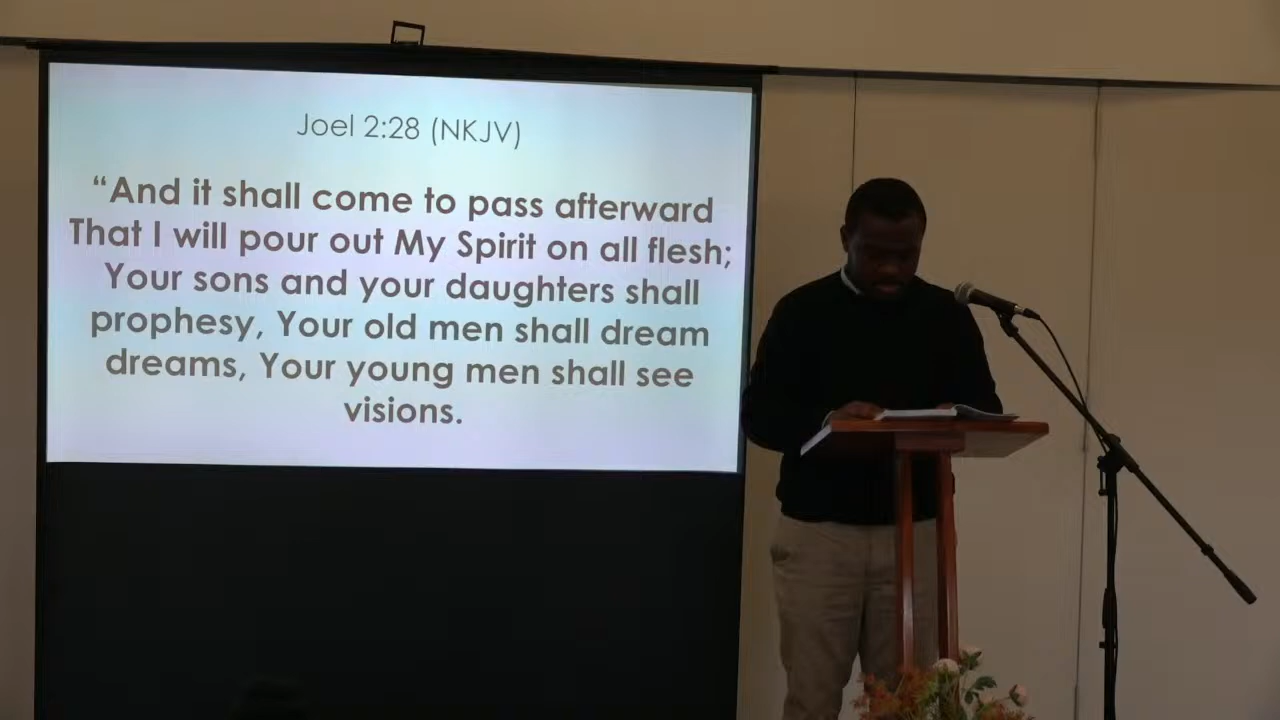 Joel 2:28 (NKJV)
“And it shall come to pass afterward
That I will pour out My Spirit on all flesh;
Your sons and your daughters shall
prophesy, Your old men shall dream
dreams, Your young men shall see
visions.